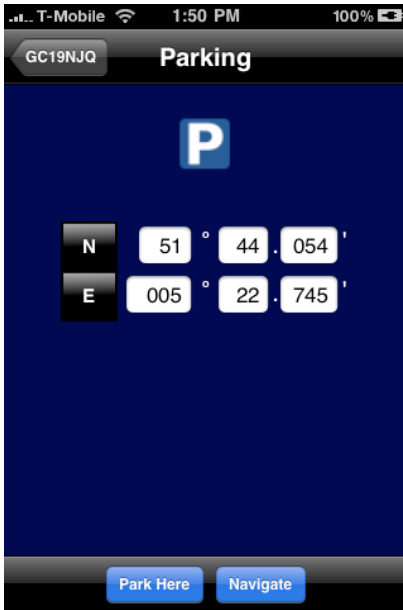 T-Mobile 1:50 PM 100%
GC19NJQ Parking
P
N 51 ° 44 . 054 '
E 005 ° 22 . 745 '
Park Here Navigate